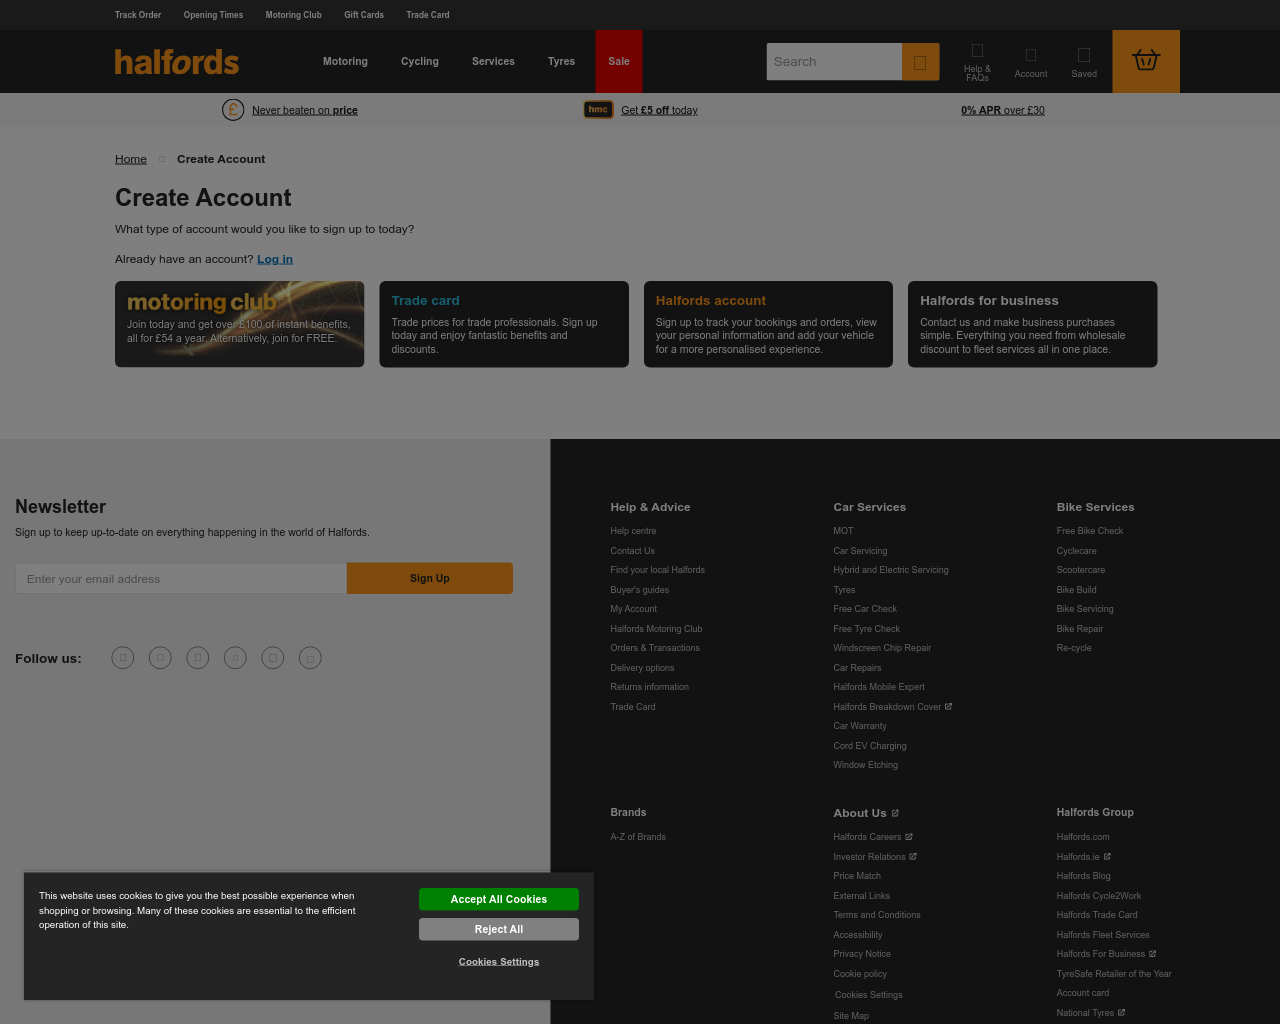 Track Order
Opening Times
Motoring Club
Gift Cards
Trade Card
halfords
Motoring
Cycling
Services
Tyres
Sale
Search
Help &
FAQs
Account
Saved
£ Never beaten on price
hmc Get £5 off today
0% APR over £30
Home
Create Account
Create Account
What type of account would you like to sign up to today?
Already have an account? Log in
motoring club
Join today and get over £100 of instant benefits,
all for £54 a year. Alternatively, join for FREE.
Trade card
Trade prices for trade professionals. Sign up
today and enjoy fantastic benefits and
discounts.
Halfords account
Sign up to track your bookings and orders, view
your personal information and add your vehicle
for a more personalised experience.
Halfords for business
Contact us and make business purchases
simple. Everything you need from wholesale
discount to fleet services all in one place.
Newsletter
Sign up to keep up-to-date on everything happening in the world of Halfords.
Enter your email address
Sign Up
Follow us:
Help & Advice
Help centre
Contact Us
Find your local Halfords
Buyer's guides
My Account
Halfords Motoring Club
Orders & Transactions
Delivery options
Returns information
Trade Card
Car Services
MOT
Car Servicing
Hybrid and Electric Servicing
Tyres
Free Car Check
Free Tyre Check
Windscreen Chip Repair
Car Repairs
Halfords Mobile Expert
Halfords Breakdown Cover
Car Warranty
Cord EV Charging
Window Etching
Bike Services
Free Bike Check
Cyclecare
Scootercare
Bike Build
Bike Servicing
Bike Repair
Re-cycle
Brands
A-Z of Brands
About Us
Halfords Careers
Investor Relations
Price Match
External Links
Terms and Conditions
Accessibility
Privacy Notice
Cookie policy
Cookies Settings
Site Map
Halfords Group
Halfords.com
Halfords.ie
Halfords Blog
Halfords Cycle2Work
Halfords Trade Card
Halfords Fleet Services
Halfords For Business
TyreSafe Retailer of the Year
Account card
National Tyres
This website uses cookies to give you the best possible experience when
shopping or browsing. Many of these cookies are essential to the efficient
operation of this site.
Accept All Cookies
Reject All
Cookies Settings